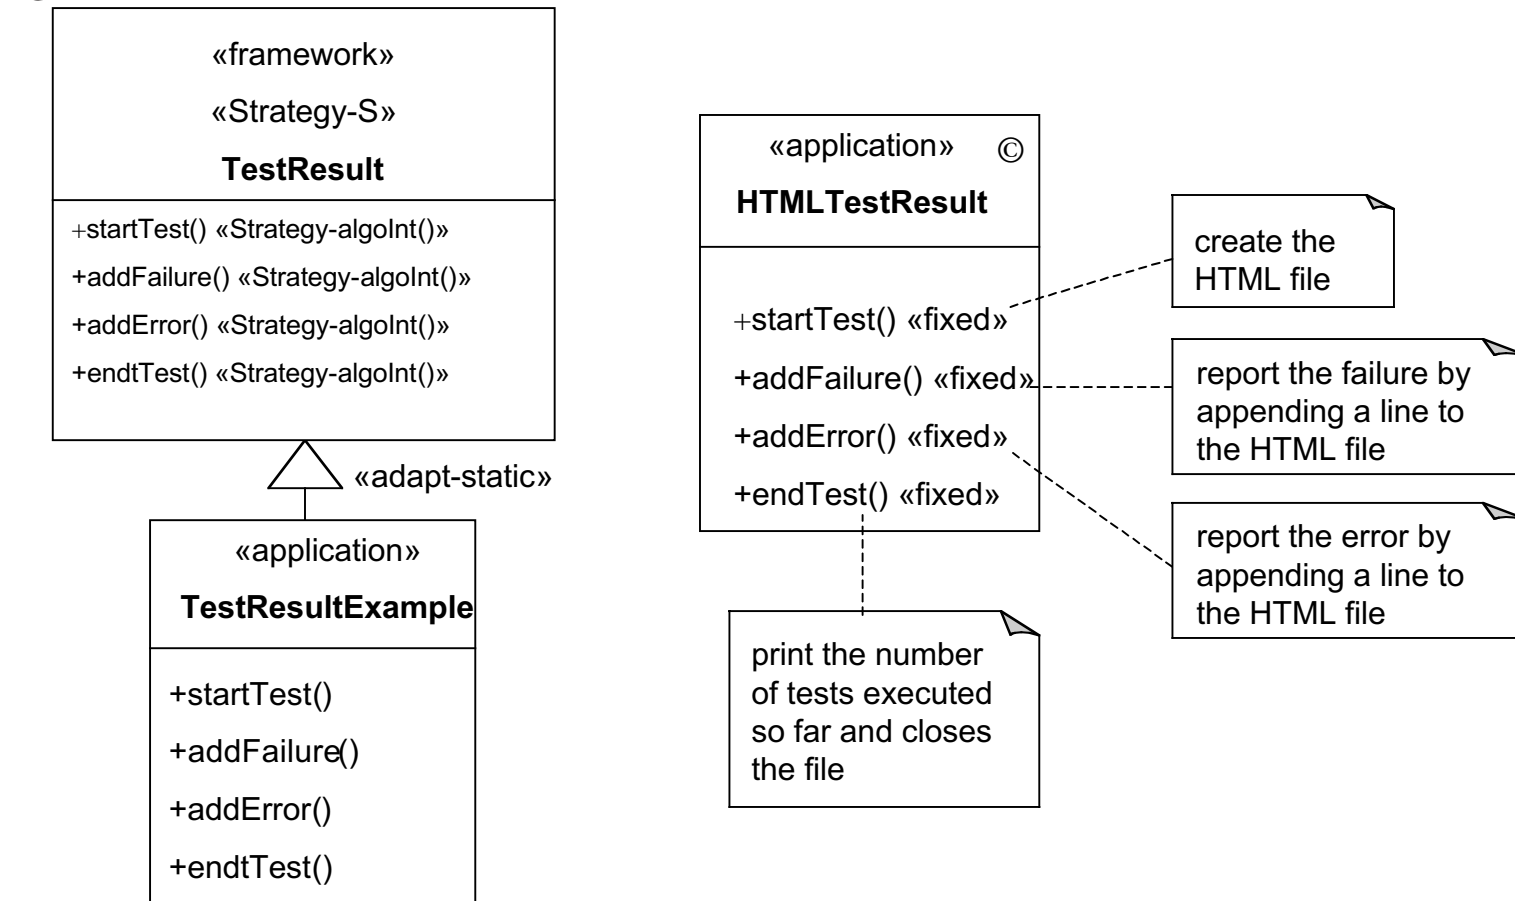 «framework»
«Strategy-S»
TestResult
+startTest() «Strategy-algoInt()»
+addFailure() «Strategy-algoInt()»
+addError() «Strategy-algoInt()»
+endtTest() «Strategy-algoInt()»
«adapt-static»
«application»
TestResultExample
+startTest()
+addFailure()
+addError()
+endtTest()
«application» ©
HTMLTestResult
+startTest() «fixed»
+addFailure() «fixed»
+addError() «fixed»
+endTest() «fixed»
create the
HTML file
report the failure by
appending a line to
the HTML file
report the error by
appending a line to
the HTML file
print the number
of tests executed
so far and closes
the file